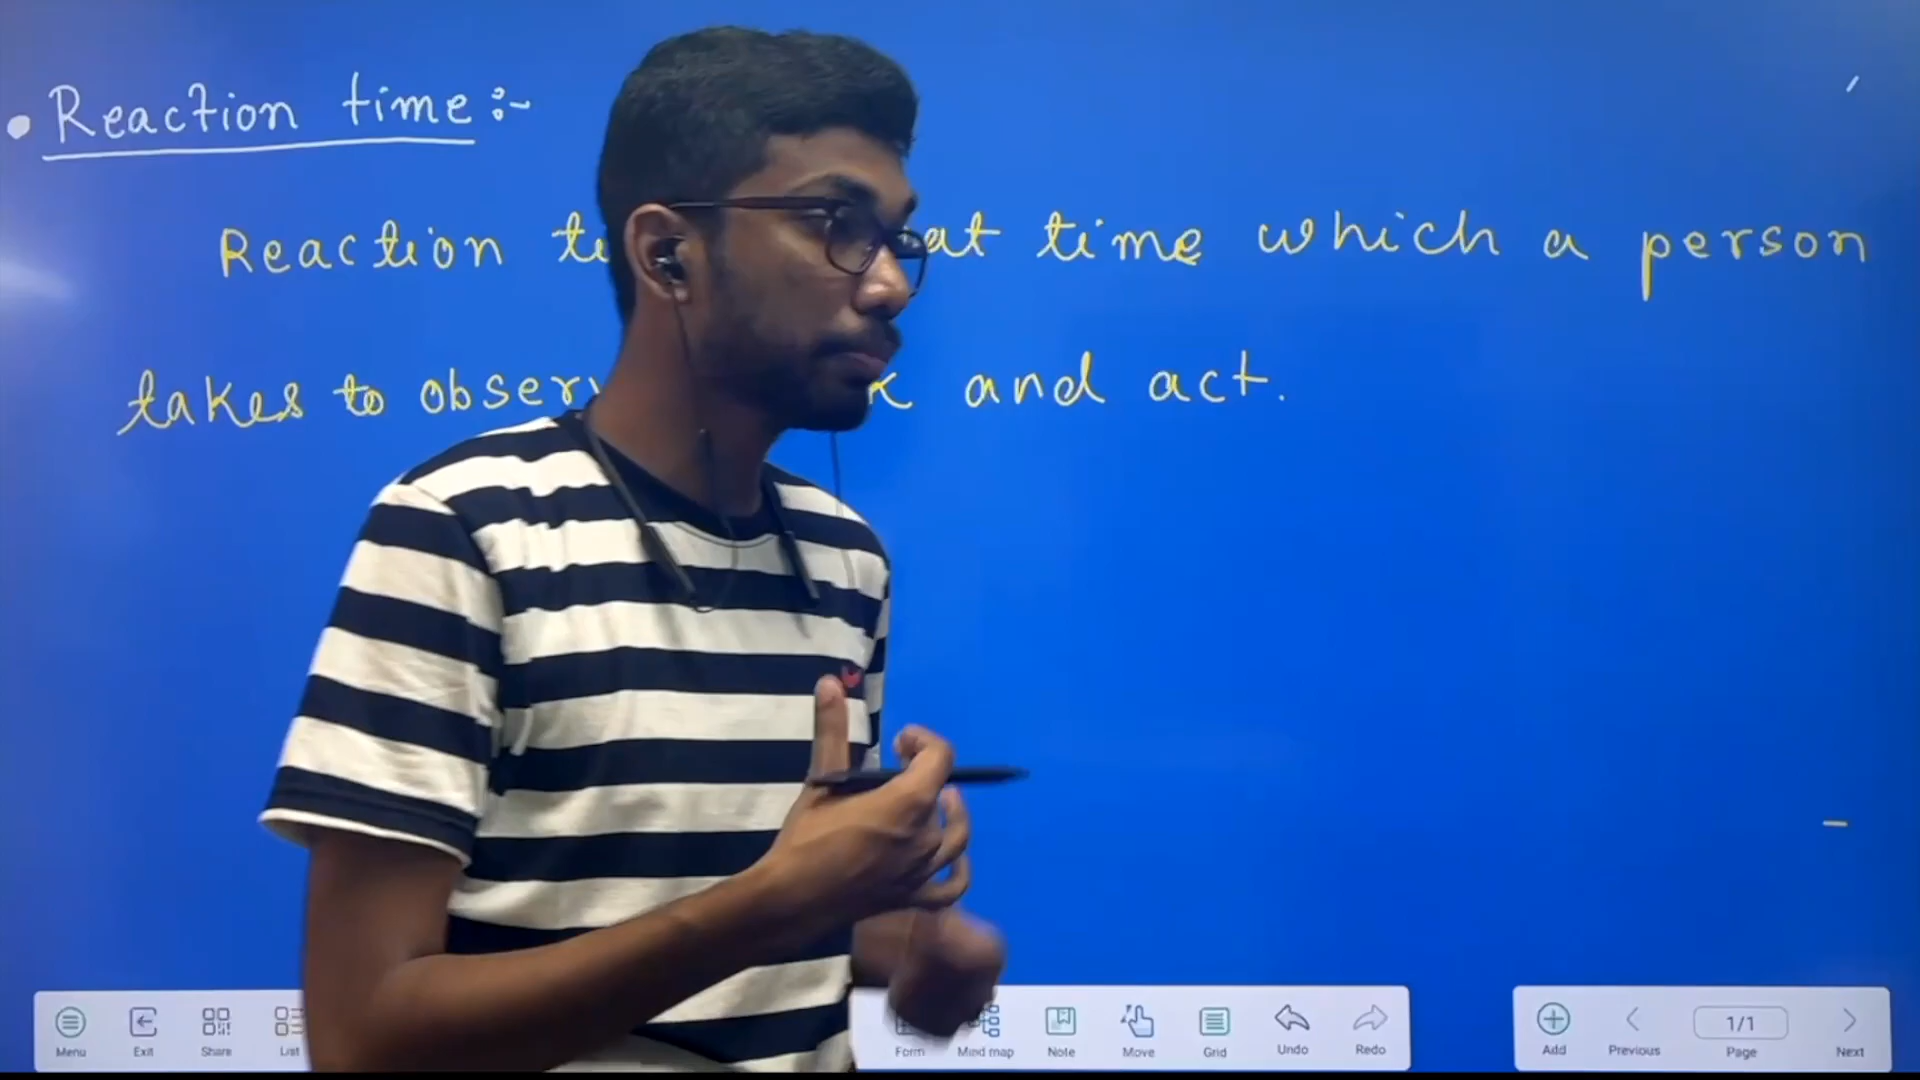 • Reaction time :-
Reaction time which a person
takes to and act.
Menu Exit Share List Form Mind map Note Move Grid Undo Redo Add Previous 1/1 Page Next